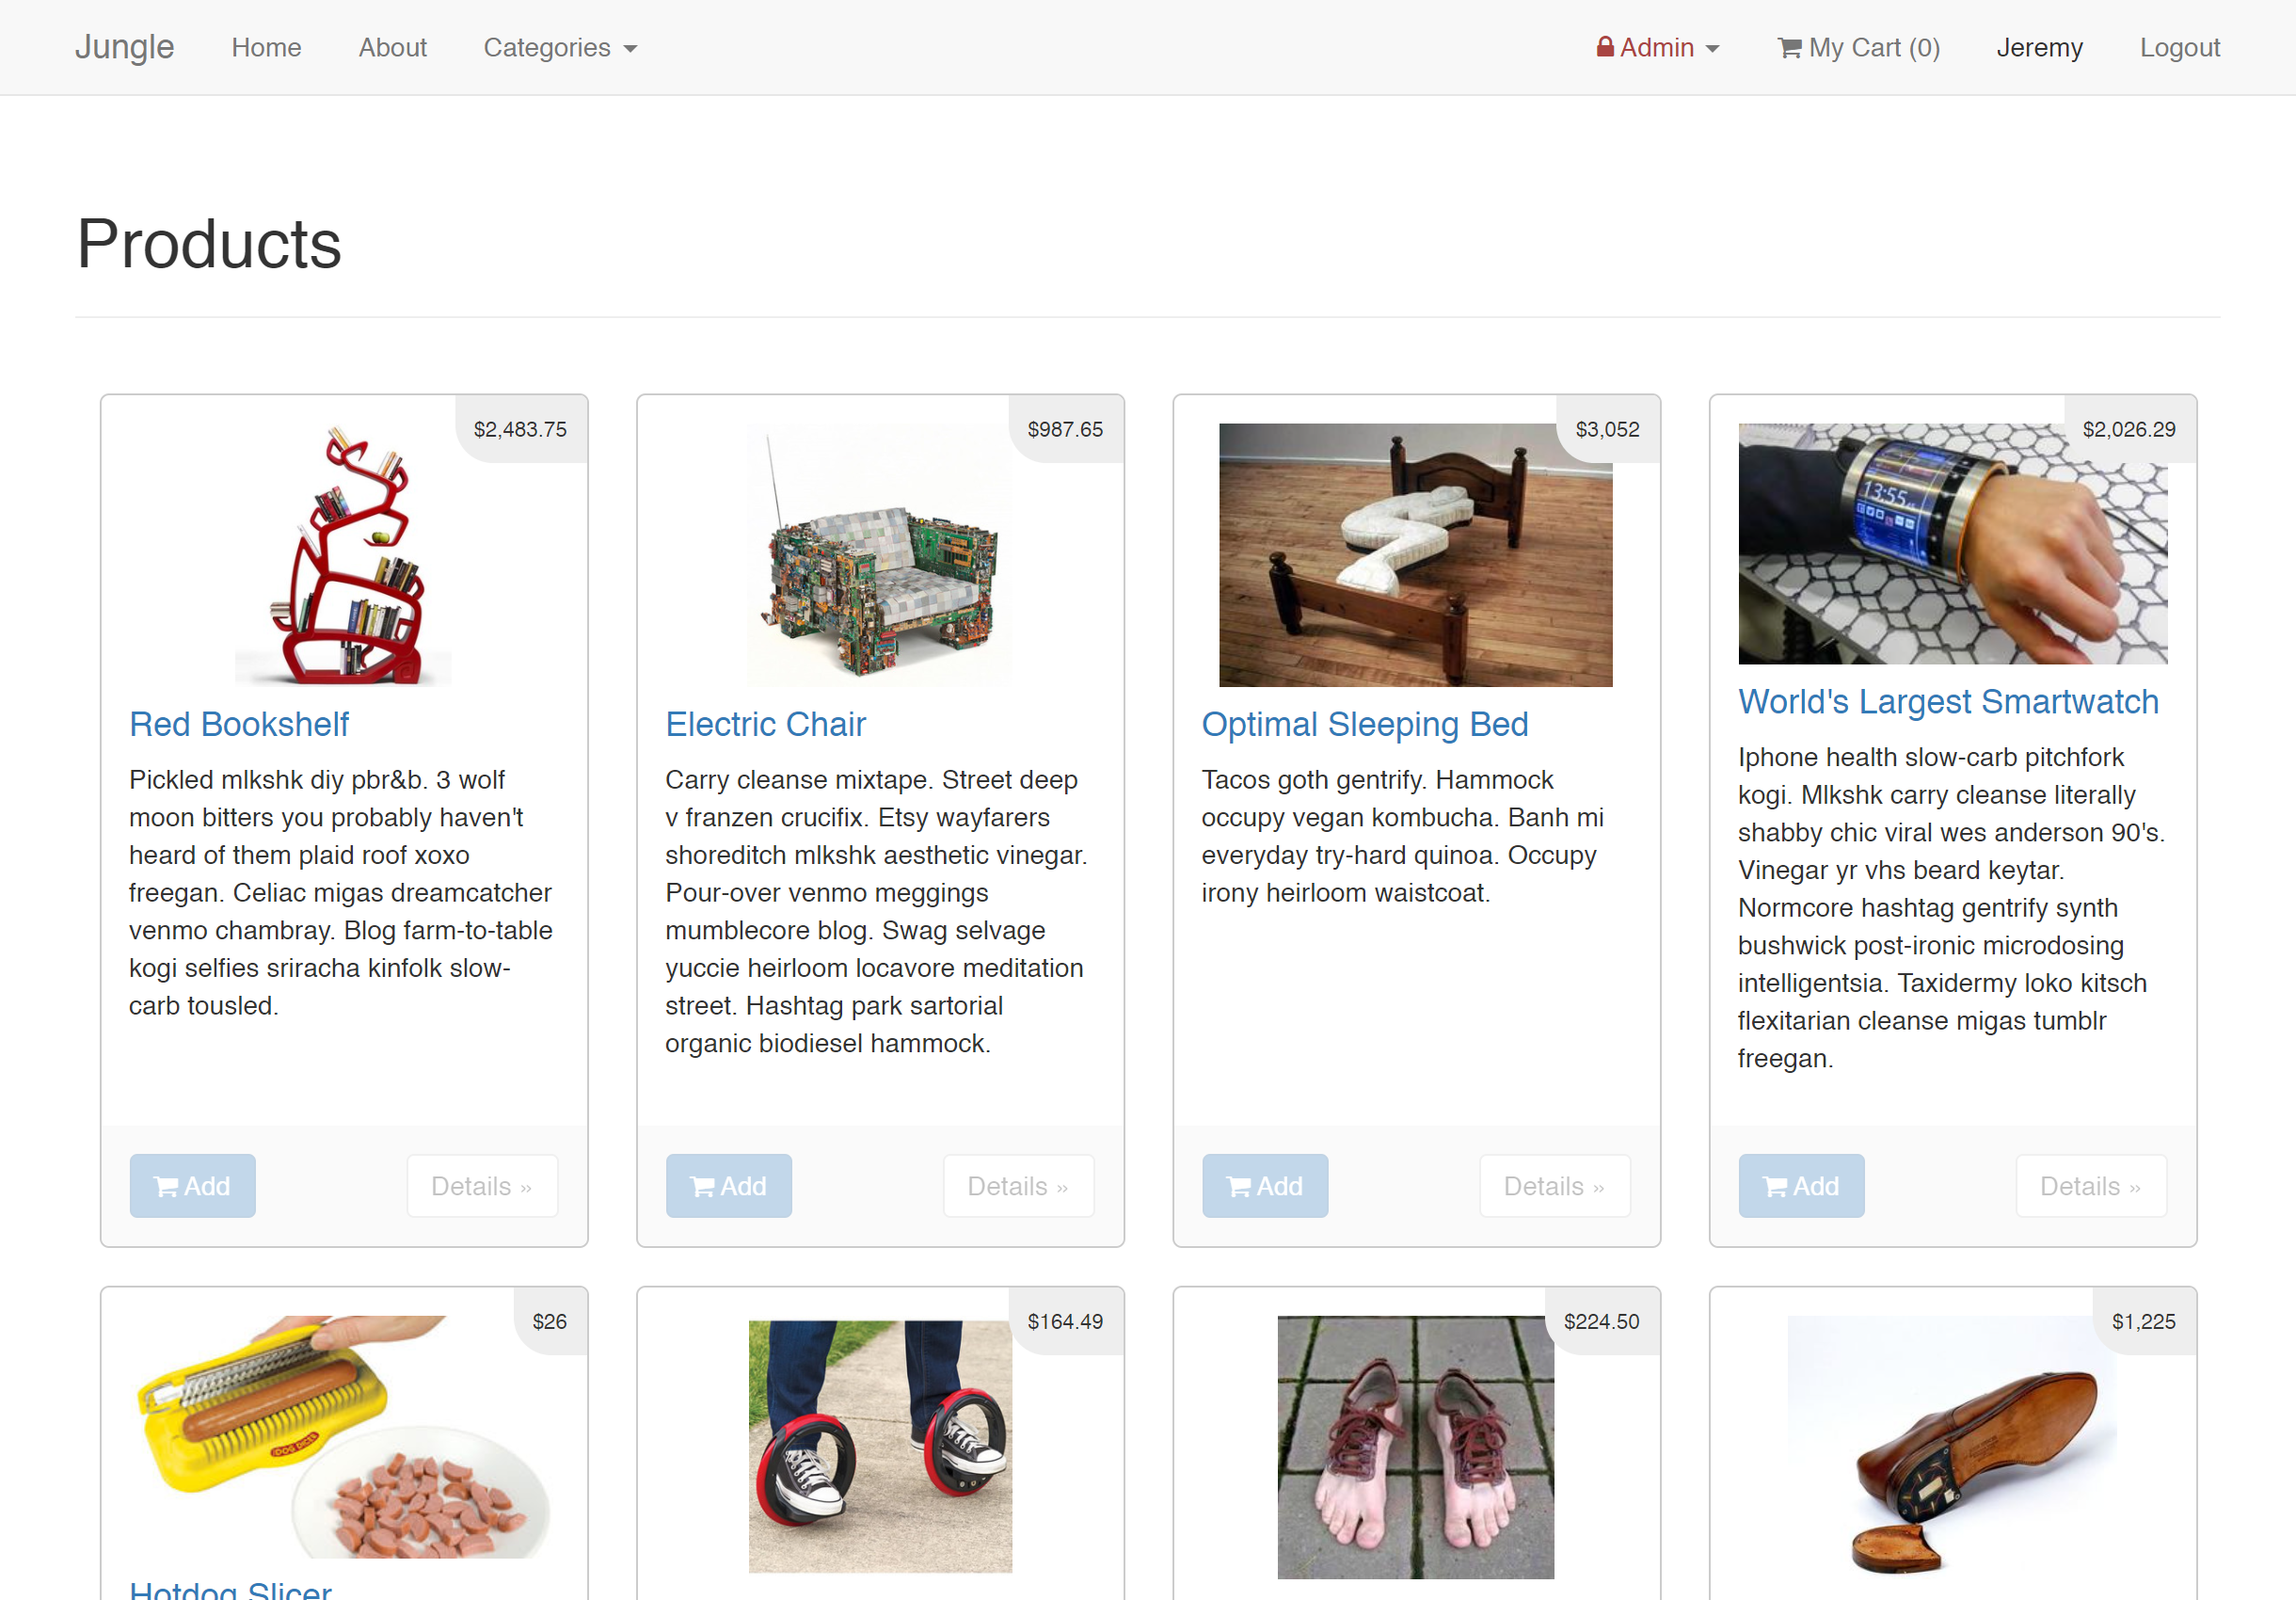 Jungle Home About Categories Admin My Cart (0) Jeremy Logout
Products
$2,483.75
Red Bookshelf
Pickled mlkshk diy pbr&b. 3 wolf
moon bitters you probably haven't
heard of them plaid roof xoxo
freegan. Celiac migas dreamcatcher
venmo chambray. Blog farm-to-table
kogi selfies sriracha kinfolk slow-
carb tousled.
Add Details »
$987.65
Electric Chair
Carry cleanse mixtape. Street deep
v franzen crucifix. Etsy wayfarers
shoreditch mlkshk aesthetic vinegar.
Pour-over venmo meggings
mumblecore blog. Swag selvage
yuccie heirloom locavore meditation
street. Hashtag park sartorial
organic biodiesel hammock.
Add Details »
$3,052
Optimal Sleeping Bed
Tacos goth gentrify. Hammock
occupy vegan kombucha. Banh mi
everyday try-hard quinoa. Occupy
irony heirloom waistcoat.
Add Details »
$2,026.29
13:55
World's Largest Smartwatch
Iphone health slow-carb pitchfork
kogi. Mlkshk carry cleanse literally
shabby chic viral wes anderson 90's.
Vinegar yr vhs beard keytar.
Normcore hashtag gentrify synth
bushwick post-ironic microdosing
intelligentsia. Taxidermy loko kitsch
flexitarian cleanse migas tumblr
freegan.
Add Details »
$26
Hotdog Slicer
$164.49
$224.50
$1,225